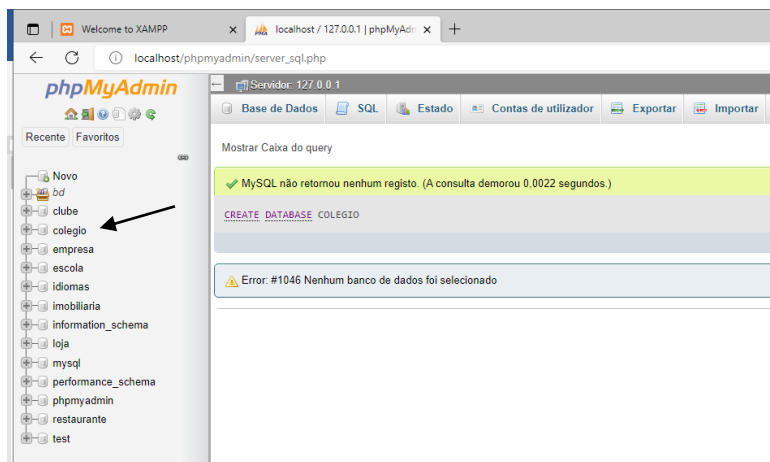 Welcome to XAMPP
localhost / 127.0.0.1 | phpMyAdm
localhost/phpmyadmin/server_sql.php
phpMyAdmin
Recente Favoritos
Novo
bd
clube
colegio
empresa
escola
idiomas
imobiliaria
information_schema
loja
mysql
performance_schema
phpmyadmin
restaurante
test
Servidor: 127.0.0.1
Base de Dados SQL Estado Contas de utilizador Exportar Importar
Mostrar Caixa do query
MySQL não retornou nenhum registo. (A consulta demorou 0,0022 segundos.)
CREATE DATABASE COLEGIO
Error: #1046 Nenhum banco de dados foi selecionado